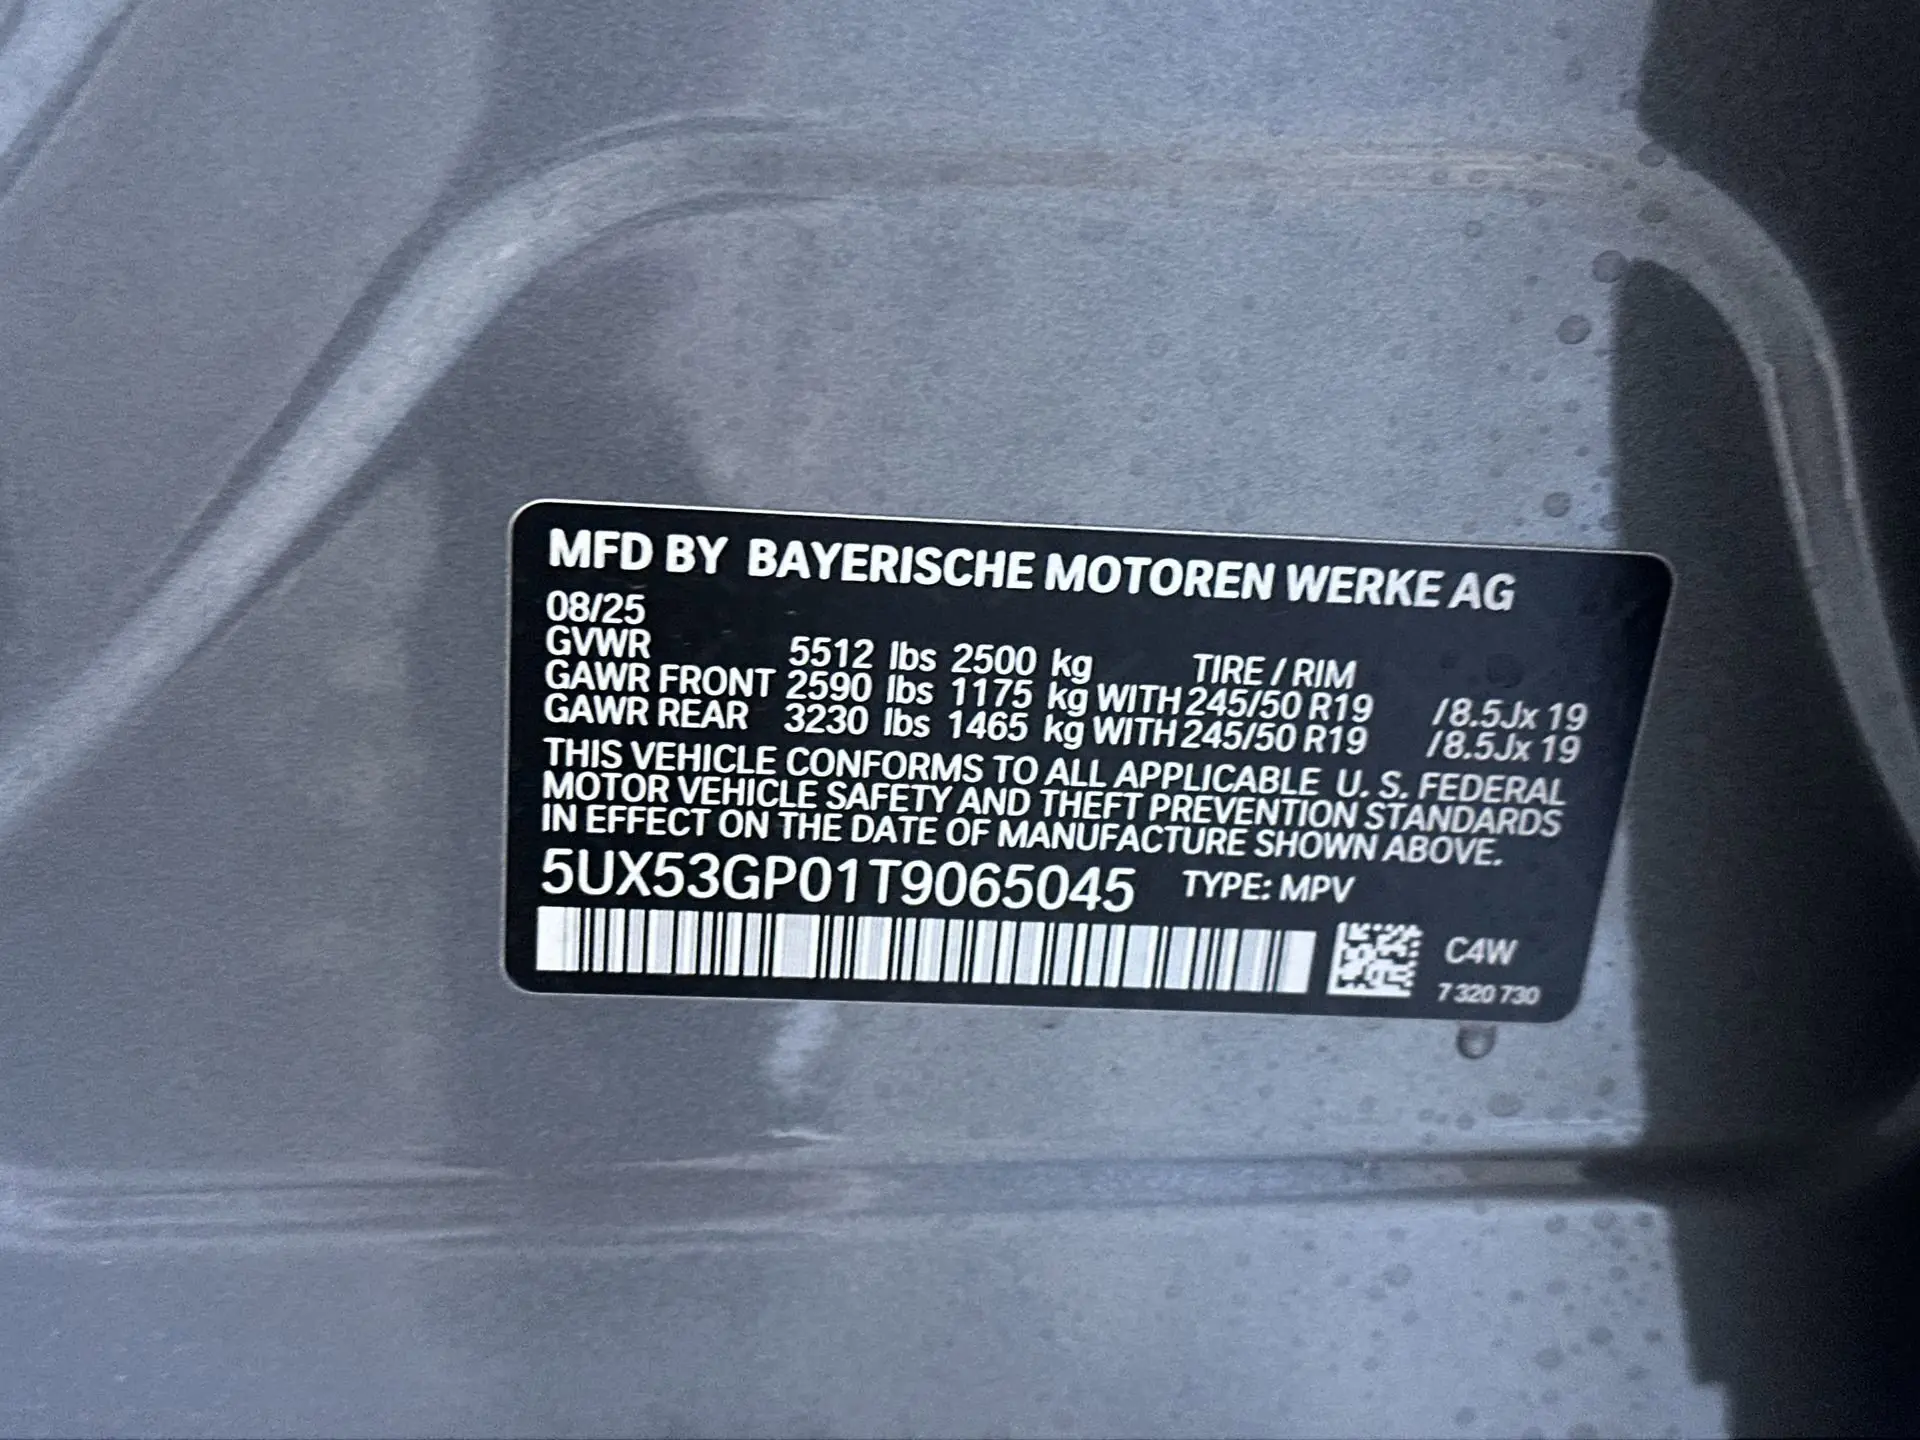 MFD BY BAYERISCHE MOTOREN WERKE AG
08/25
GVWR 5512 lbs 2500 kg TIRE / RIM
GAWR FRONT 2590 lbs 1175 kg WITH 245/50 R19 /8.5Jx 19
GAWR REAR 3230 lbs 1465 kg WITH 245/50 R19 /8.5Jx 19
THIS VEHICLE CONFORMS TO ALL APPLICABLE U. S. FEDERAL
MOTOR VEHICLE SAFETY AND THEFT PREVENTION STANDARDS
IN EFFECT ON THE DATE OF MANUFACTURE SHOWN ABOVE.
5UX53GP01T9065045 TYPE: MPV
C4W
7 320 730